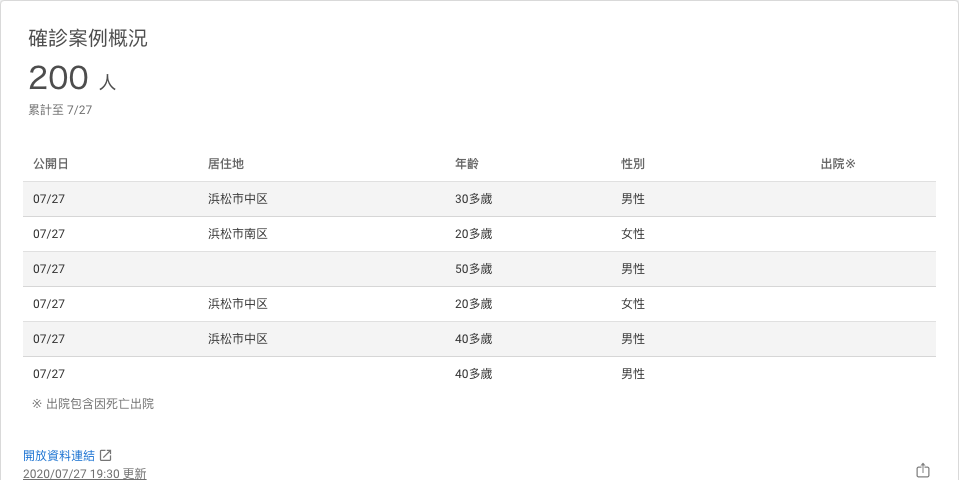 確診案例概況
200 人
累計至 7/27
公開日 居住地 年齢 性別 出院※
07/27 浜松市中区 30多歲 男性
07/27 浜松市南区 20多歲 女性
07/27 50多歲 男性
07/27 浜松市中区 20多歲 女性
07/27 浜松市中区 40多歲 男性
07/27 40多歲 男性
※ 出院包含因死亡出院
開放資料連結
2020/07/27 19:30 更新